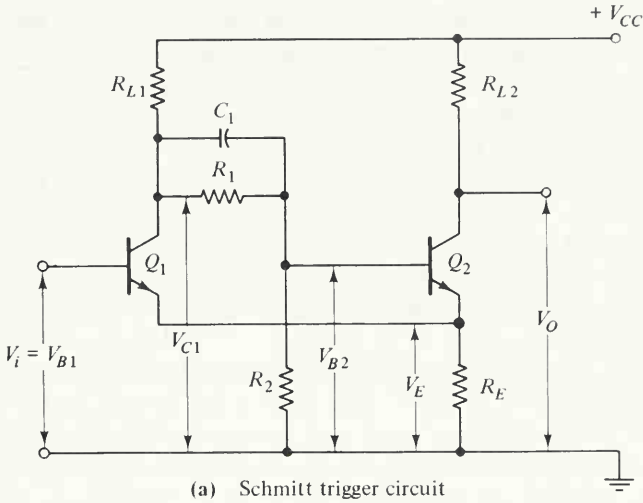 + V_CC
R_L1
R_L2
C_1
R_1
Q_1
Q_2
V_i = V_B1
V_C1
V_B2
V_O
R_2
V_E
R_E
(a) Schmitt trigger circuit